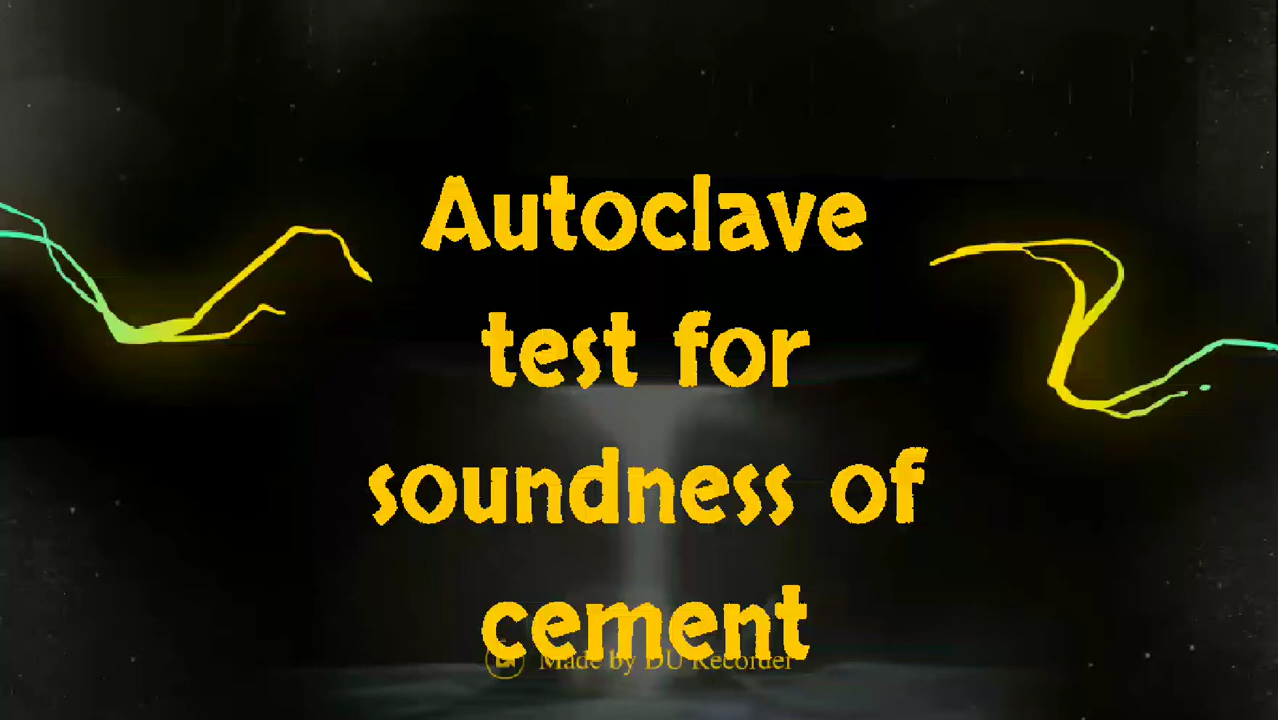 Autoclave
test for
soundness of
cement
Made by DU Recorder